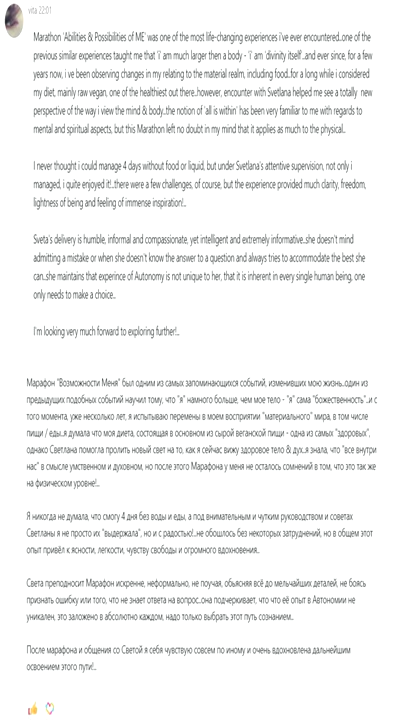 vita 22:01
Marathon 'Abilities & Possibilities of ME' was one of the most life-changing experiences i've ever encountered..one of the
previous similar experiences taught me that 'i' am much larger then a body - 'i' am 'divinity itself'..and ever since, for a few
years now, i ve been observing changes in my relating to the material realm, including food..for a long while i considered
my diet, mainly raw vegan, one of the healthiest out there..however, encounter with Svetlana helped me see a totally new
perspective of the way i view the mind & body..the notion of 'all is within' has been very familiar to me with regards to
mental and spiritual aspects, but this Marathon left no doubt in my mind that it applies as much to the physical..
I never thought i could manage 4 days without food or liquid, but under Svetlana's attentive supervision, not only i
managed, i quite enjoyed it!..there were a few challenges, of course, but the experience provided much clarity, freedom,
lightness of being and feeling of immense inspiration!..
Sveta's delivery is humble, informal and compassionate, yet intelligent and extremely informative..she doesn't mind
admitting a mistake or when she doesn't know the answer to a question and always tries to accommodate the best she
can..she maintains that experince of Autonomy is not unique to her, that it is inherent in every single human being, one
only needs to make a choice..
I'm looking very much forward to exploring further!..
Марафон "Возможности Меня" был одним из самых запоминающихся событий, изменивших мою жизнь..один из
предыдущих подобных событий научил тому, что "я" намного больше, чем мое тело - "я" сама "божественность"..и с
того момента, уже несколько лет, я испытываю перемены в моем восприятии "материального" мира, в том числе
пищи / еды..я думала что моя диета, состоящая в основном из сырой веганской пищи - одна из самых "здоровых",
однако Светлана помогла пролить новый свет на то, как я сейчас вижу здоровое тело & дух..я знала, что "все внутри
нас" в смысле умственном и духовном, но после этого Марафона у меня не осталось сомнений в том, что это так же
на физическом уровне!..
Я никогда не думала, что смогу 4 дня без воды и еды, а под внимательным и чутким руководством и советах
Светланы я не просто их "выдержала", но и с радостью!..не обошлось без некоторых затруднений, но в общем этот
опыт привёл к ясности, легкости, чувству свободы и огромного вдохновения..
Света преподносит Марафон искренне, неформально, не поучая, обьясняя всё до мельчайших деталей, не боясь
признать ошибку или того, что не знает ответа на вопрос..она подчеркивает, что что её опыт в Автономии не
уникален, это заложено в абсолютно каждом, надо только выбрать этот путь сознанием..
После марафона и общения со Светой я себя чувствую совсем по иному и очень вдохновлена дальнейшим
освоением этого пути!..